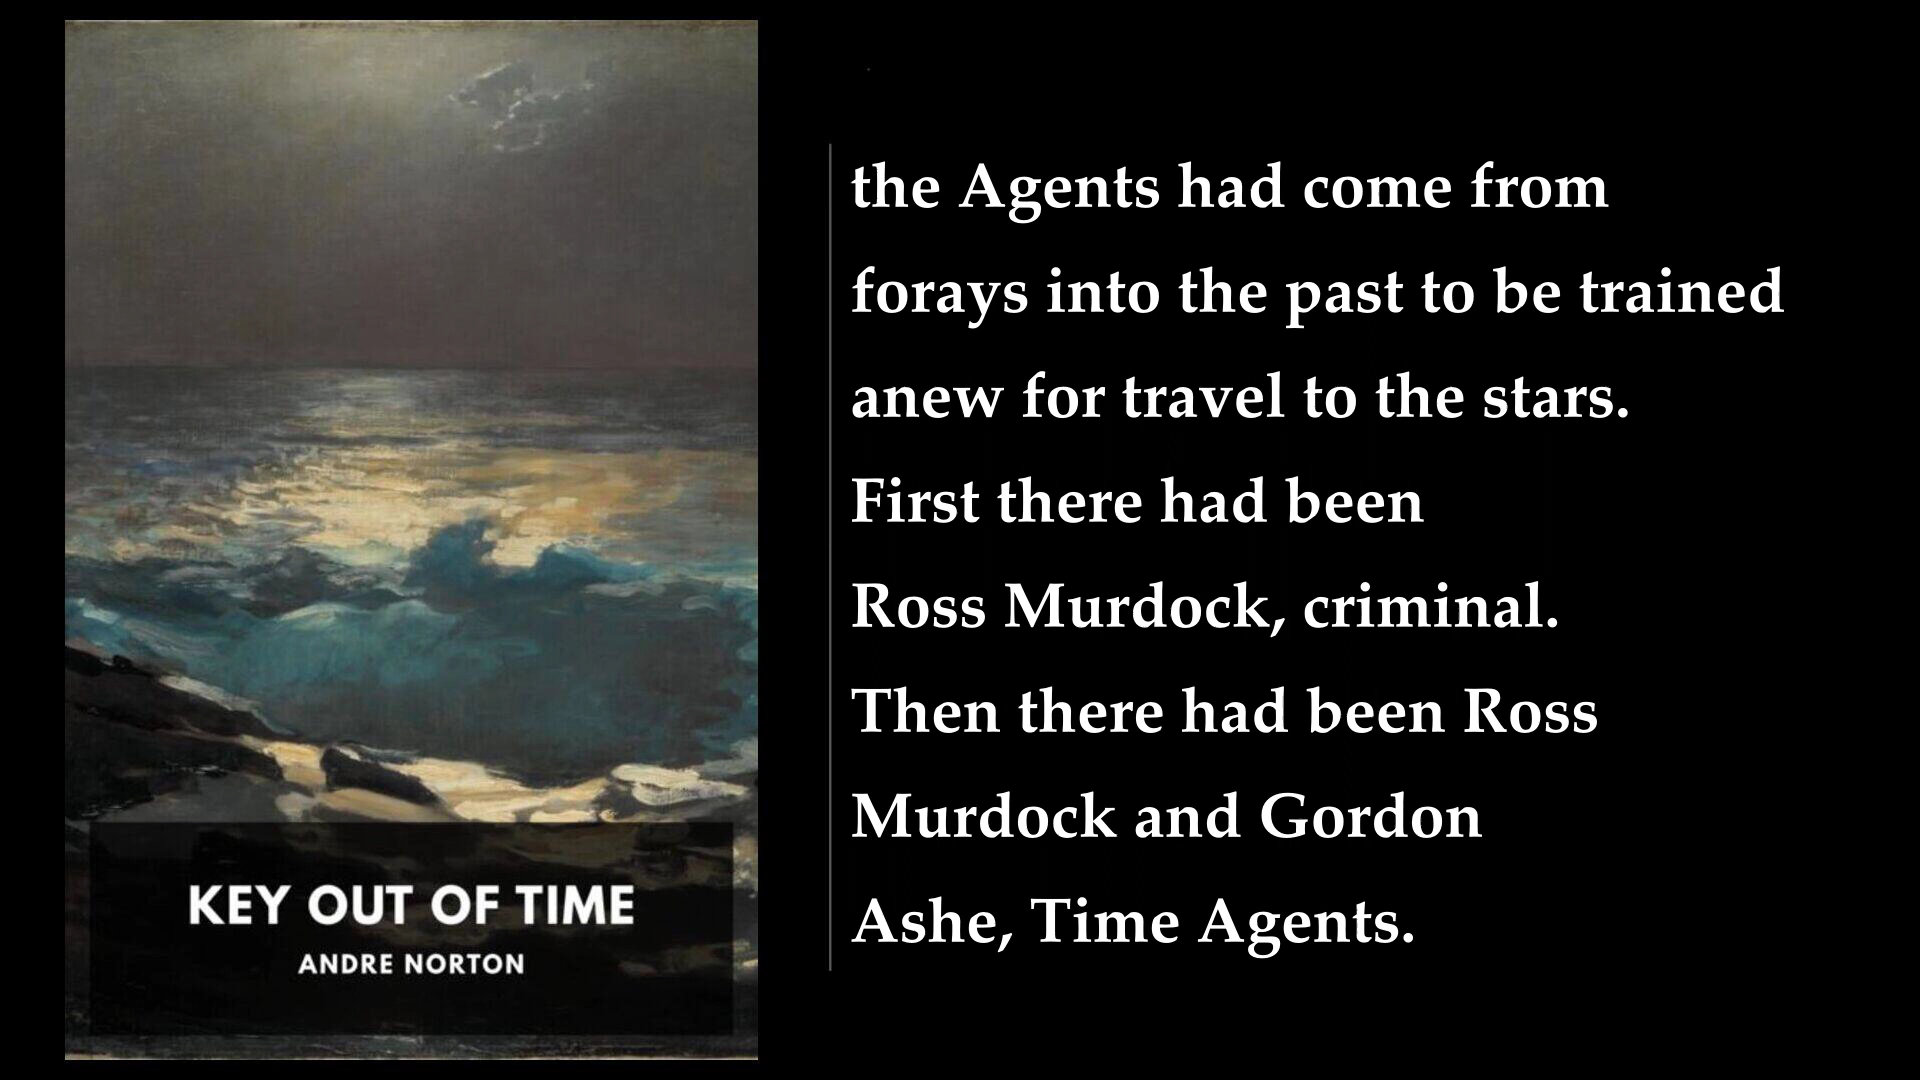 KEY OUT OF TIME
ANDRE NORTON
the Agents had come from
forays into the past to be trained
anew for travel to the stars.
First there had been
Ross Murdock, criminal.
Then there had been Ross
Murdock and Gordon
Ashe, Time Agents.